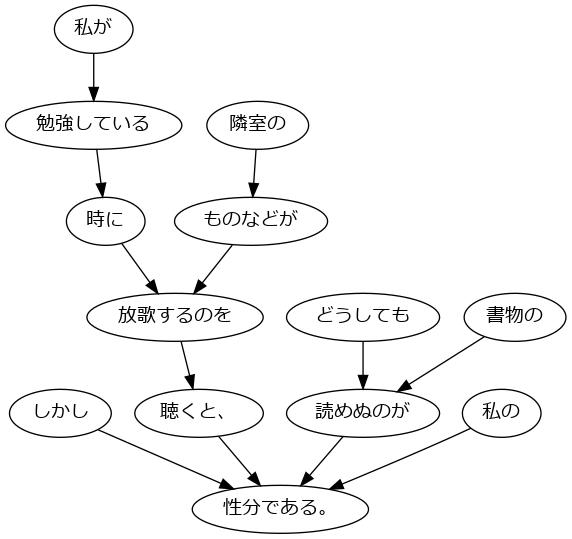 私が
勉強している
隣室の
時に
ものなどが
放歌するのを
どうしても
書物の
しかし
聴くと、
読めぬのが
私の
性分である。